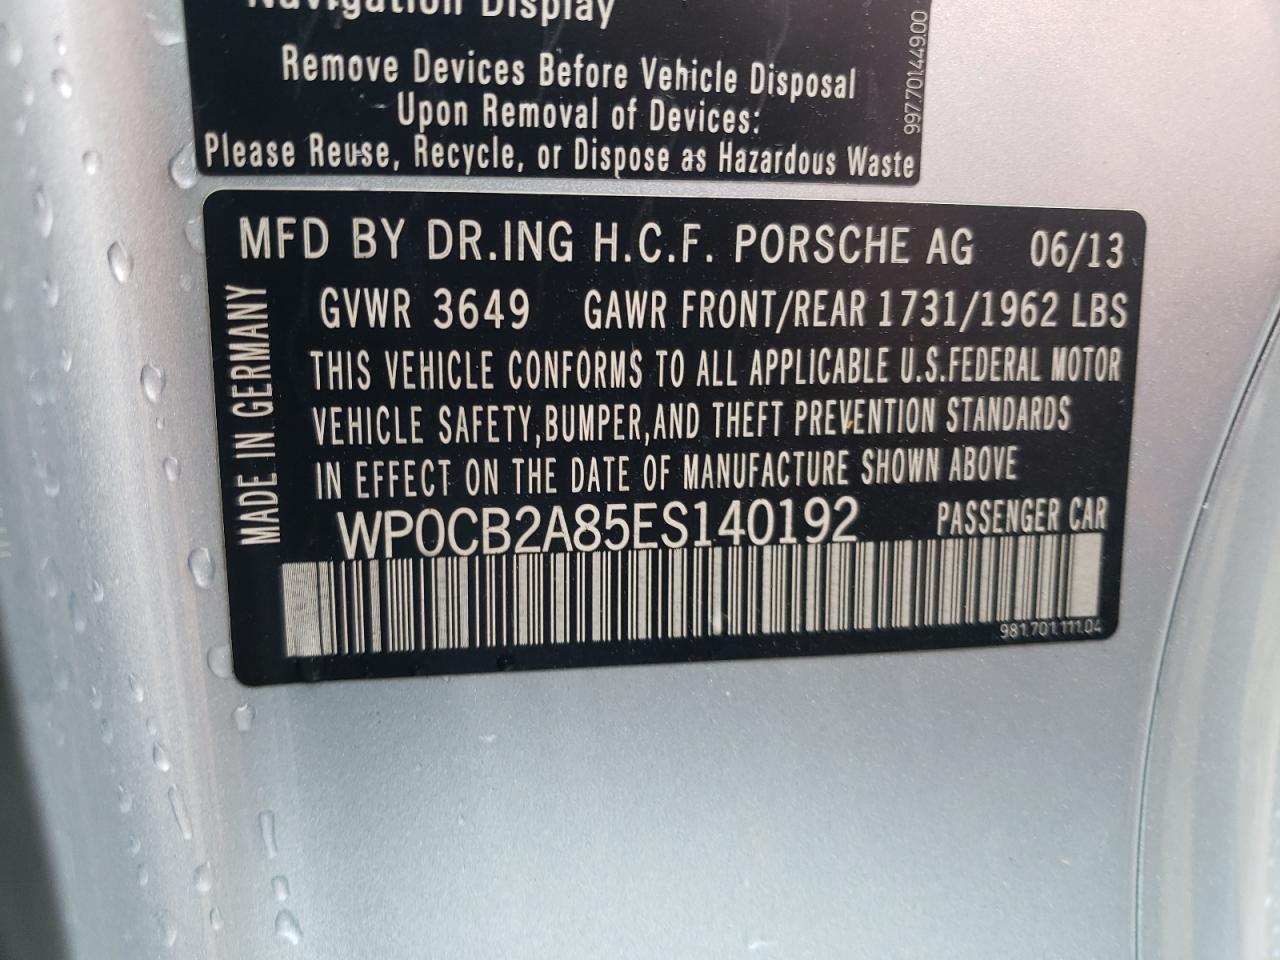 Navigation Display
Remove Devices Before Vehicle Disposal
Upon Removal of Devices:
Please Reuse, Recycle, or Dispose as Hazardous Waste
997.701.449.00
MFD BY DR.ING H.C.F. PORSCHE AG 06/13
GVWR 3649 GAWR FRONT/REAR 1731/1962 LBS
THIS VEHICLE CONFORMS TO ALL APPLICABLE U.S.FEDERAL MOTOR
VEHICLE SAFETY,BUMPER,AND THEFT PREVENTION STANDARDS
IN EFFECT ON THE DATE OF MANUFACTURE SHOWN ABOVE
WP0CB2A85ES140192 PASSENGER CAR
MADE IN GERMANY
981.701.111.04